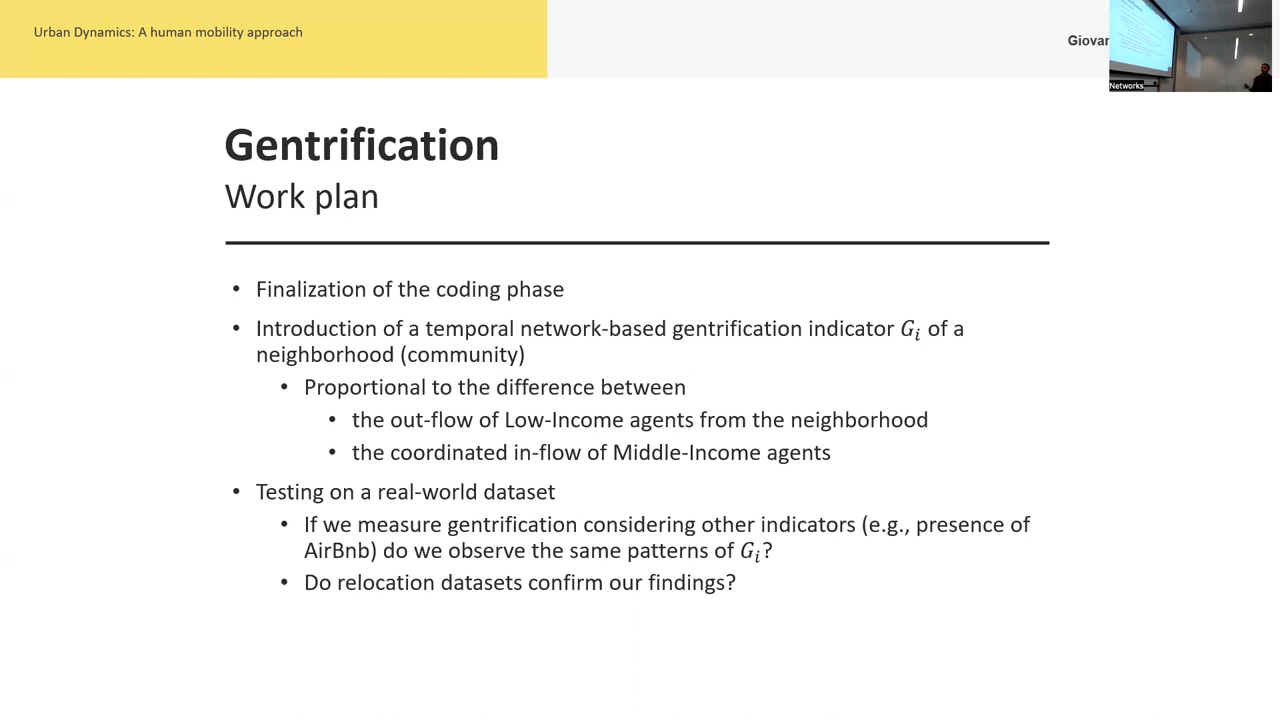 Urban Dynamics: A human mobility approach
Giovan
Networks
Gentrification
Work plan
• Finalization of the coding phase
• Introduction of a temporal network-based gentrification indicator Gᵢ of a
neighborhood (community)
• Proportional to the difference between
• the out-flow of Low-Income agents from the neighborhood
• the coordinated in-flow of Middle-Income agents
• Testing on a real-world dataset
• If we measure gentrification considering other indicators (e.g., presence of
AirBnb) do we observe the same patterns of Gᵢ?
• Do relocation datasets confirm our findings?